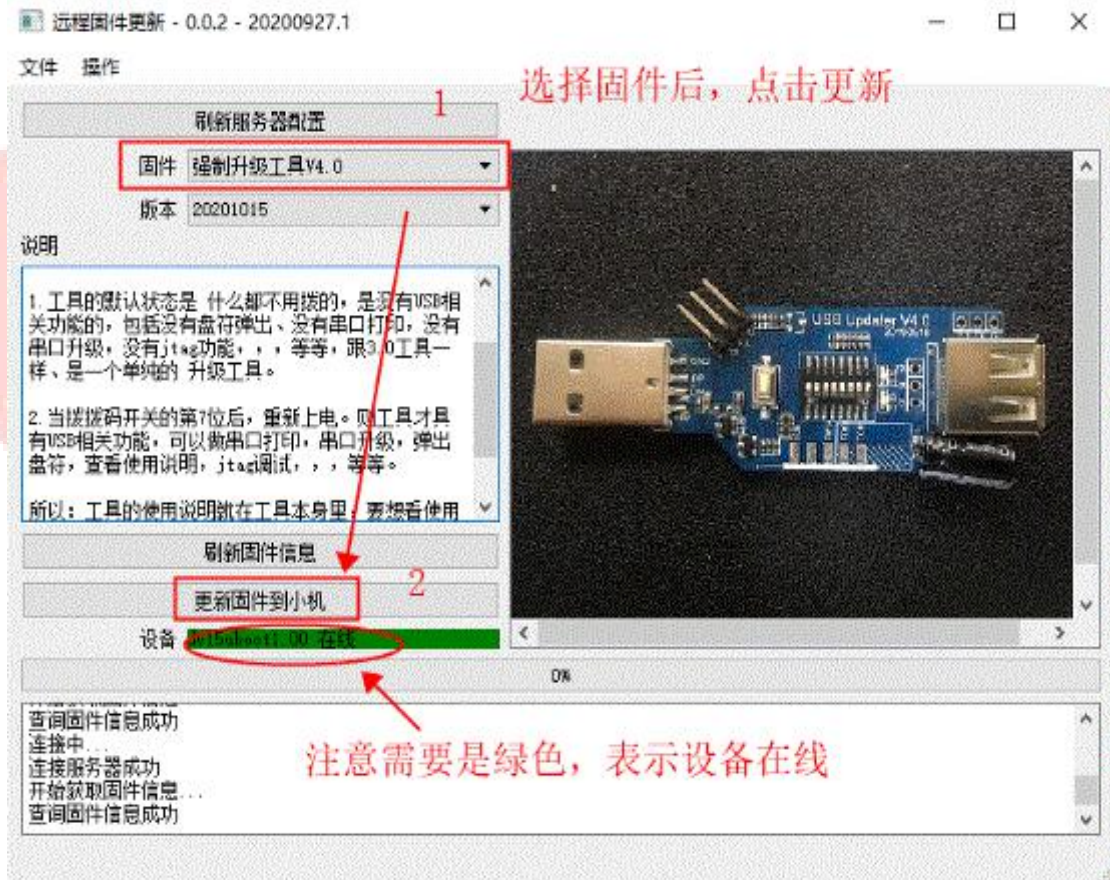 远程固件更新 - 0.0.2 - 20200927.1
文件 操作
1
选择固件后，点击更新
刷新服务器配置
固件 强制升级工具V4.0
版本 20201015
说明
1. 工具的默认状态是 什么都不用拨的，是没有USB相
关功能的，包括没有盘符弹出、没有串口打印，没有
串口升级，没有jtag功能，，，等等，跟3.0工具一
样、是一个单纯的 升级工具。
2. 当拨拨码开关的第7位后，重新上电。则工具才具
有USB相关功能，可以做串口打印，串口升级，弹出
盘符，查看使用说明，jtag调试，，，等等。
所以：工具的使用说明就在工具本身里，要想看使用
USB Updater V4.0
刷新固件信息
2
更新固件到小机
设备 在线
0%
查询固件信息成功
连接中...
连接服务器成功
开始获取固件信息...
查询固件信息成功
注意需要是绿色，表示设备在线